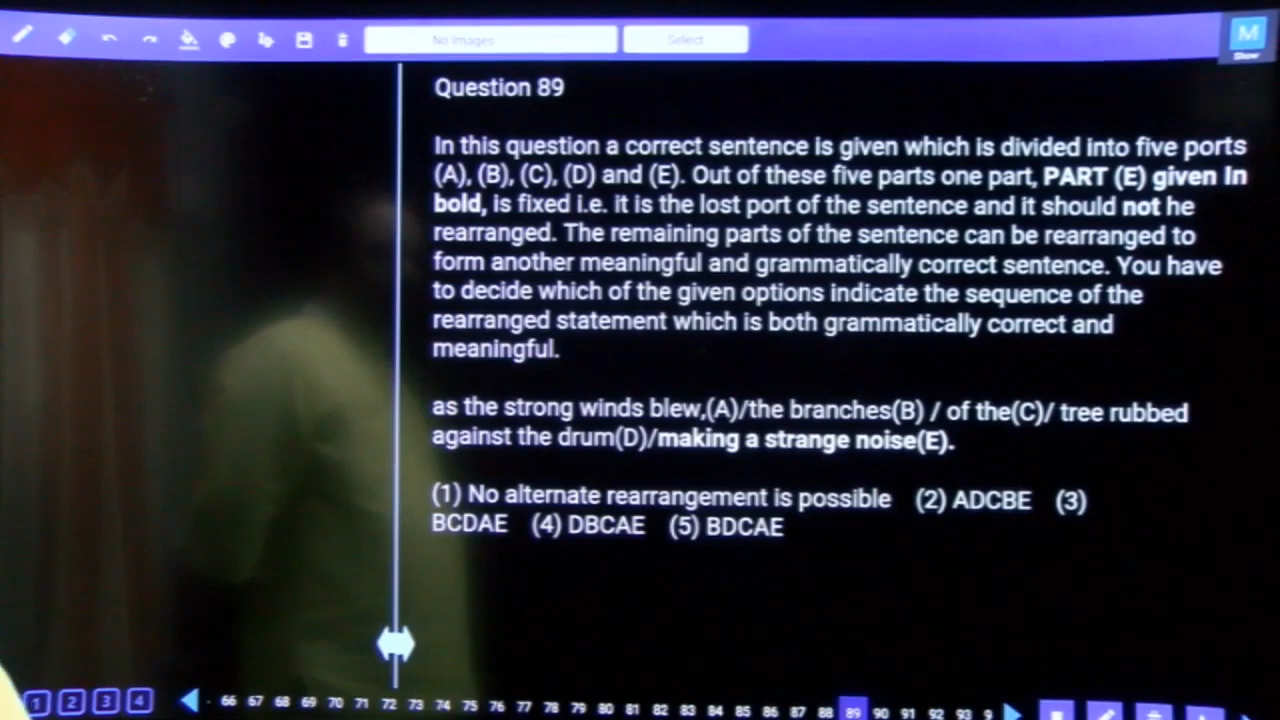 No Images Select M
Show
Question 89
In this question a correct sentence is given which is divided into five ports
(A), (B), (C), (D) and (E). Out of these five parts one part, PART (E) given In
bold, is fixed i.e. it is the lost port of the sentence and it should not he
rearranged. The remaining parts of the sentence can be rearranged to
form another meaningful and grammatically correct sentence. You have
to decide which of the given options indicate the sequence of the
rearranged statement which is both grammatically correct and
meaningful.
as the strong winds blew,(A)/the branches(B) / of the(C)/ tree rubbed
against the drum(D)/making a strange noise(E).
(1) No alternate rearrangement is possible (2) ADCBE (3)
BCDAE (4) DBCAE (5) BDCAE
1 2 3 4 66 67 68 69 70 71 72 73 74 75 76 77 78 79 80 81 82 83 84 85 86 87 88 89 90 91 92 93 9